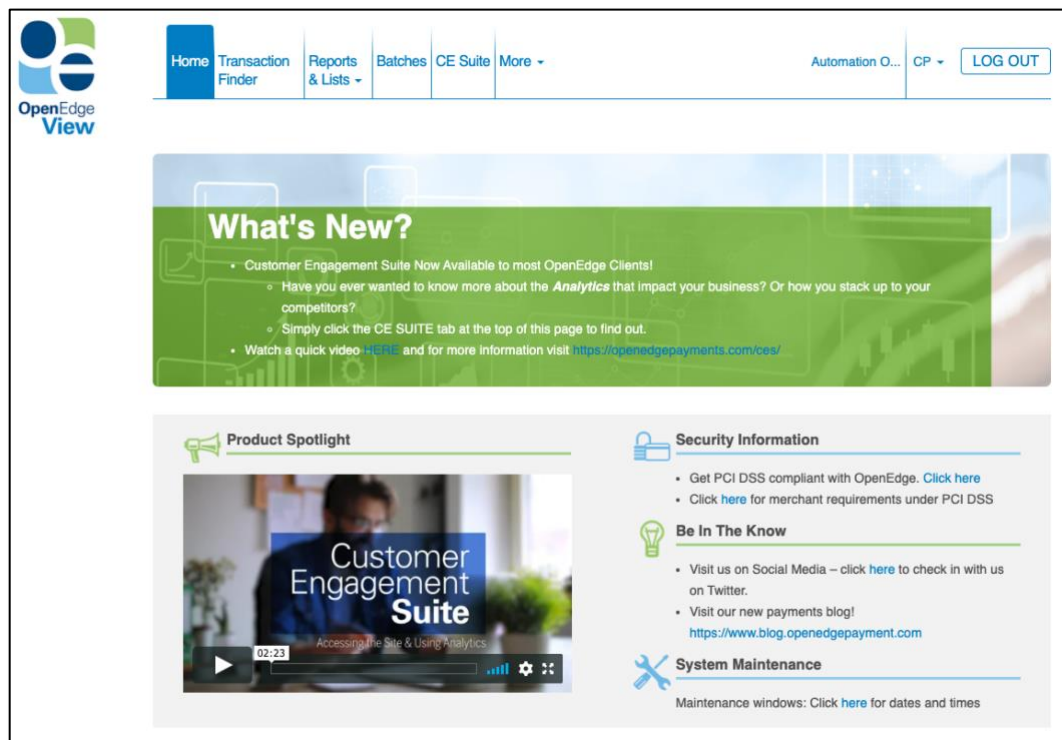 OpenEdge
View
Home
Transaction
Finder
Reports
& Lists
Batches
CE Suite
More
Automation O...
CP
LOG OUT
What's New?
• Customer Engagement Suite Now Available to most OpenEdge Clients!
◦ Have you ever wanted to know more about the Analytics that impact your business? Or how you stack up to your
competitors?
◦ Simply click the CE SUITE tab at the top of this page to find out.
• Watch a quick video HERE and for more information visit https://openedgepayments.com/ces/
Product Spotlight
Customer
Engagement
Suite
Accessing the Site & Using Analytics
02:23
Security Information
• Get PCI DSS compliant with OpenEdge. Click here
• Click here for merchant requirements under PCI DSS
Be In The Know
• Visit us on Social Media – click here to check in with us
on Twitter.
• Visit our new payments blog!
https://www.blog.openedgepayment.com
System Maintenance
Maintenance windows: Click here for dates and times